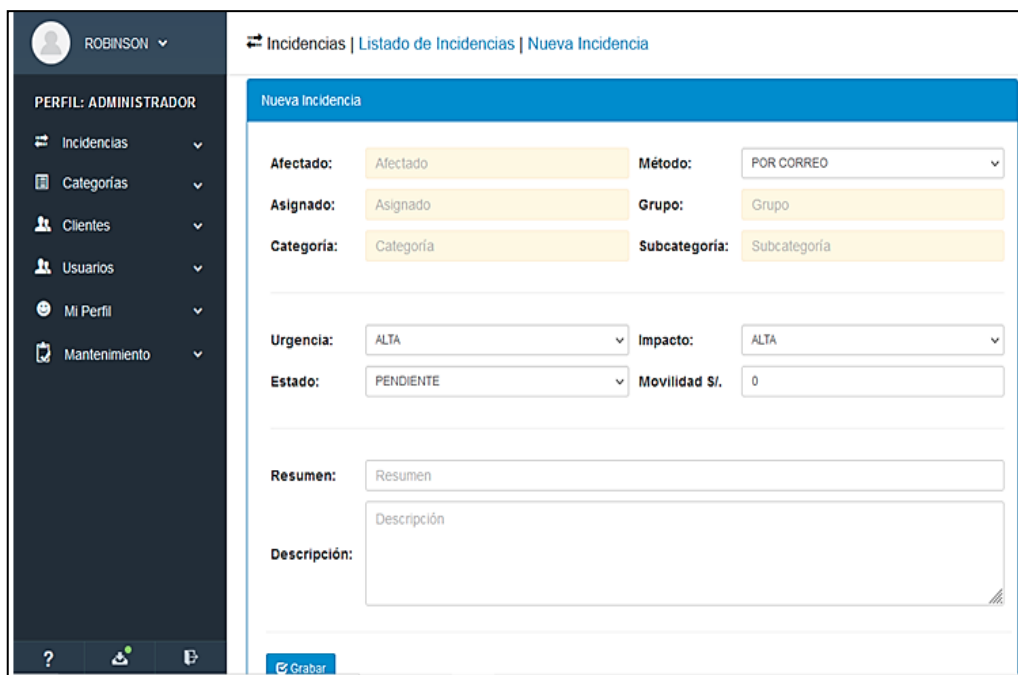 ROBINSON
PERFIL: ADMINISTRADOR
Incidencias
Categorías
Clientes
Usuarios
Mi Perfil
Mantenimiento
?
Incidencias | Listado de Incidencias | Nueva Incidencia
Nueva Incidencia
Afectado: Afectado Método: POR CORREO
Asignado: Asignado Grupo: Grupo
Categoría: Categoría Subcategoría: Subcategoría
Urgencia: ALTA Impacto: ALTA
Estado: PENDIENTE Movilidad S/. 0
Resumen: Resumen
Descripción: Descripción
Grabar